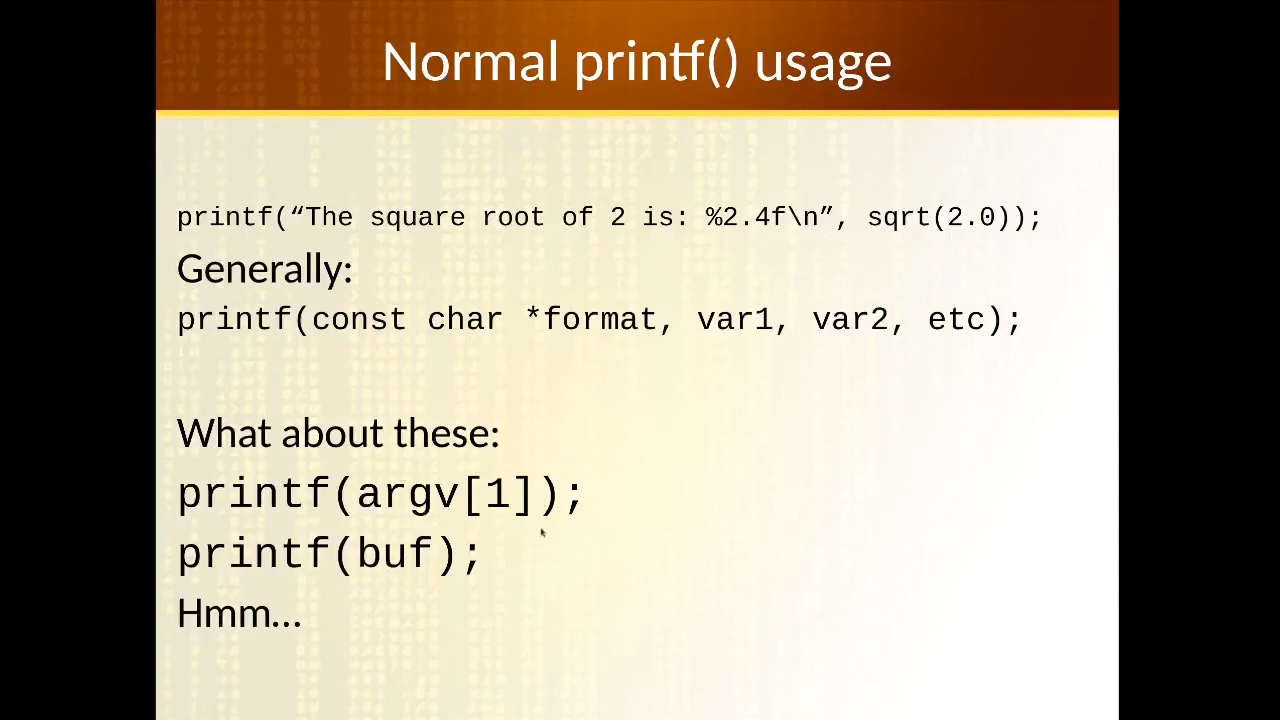 Normal printf() usage
printf(“The square root of 2 is: %2.4f\n”, sqrt(2.0));
Generally:
printf(const char *format, var1, var2, etc);
What about these:
printf(argv[1]);
printf(buf);
Hmm…